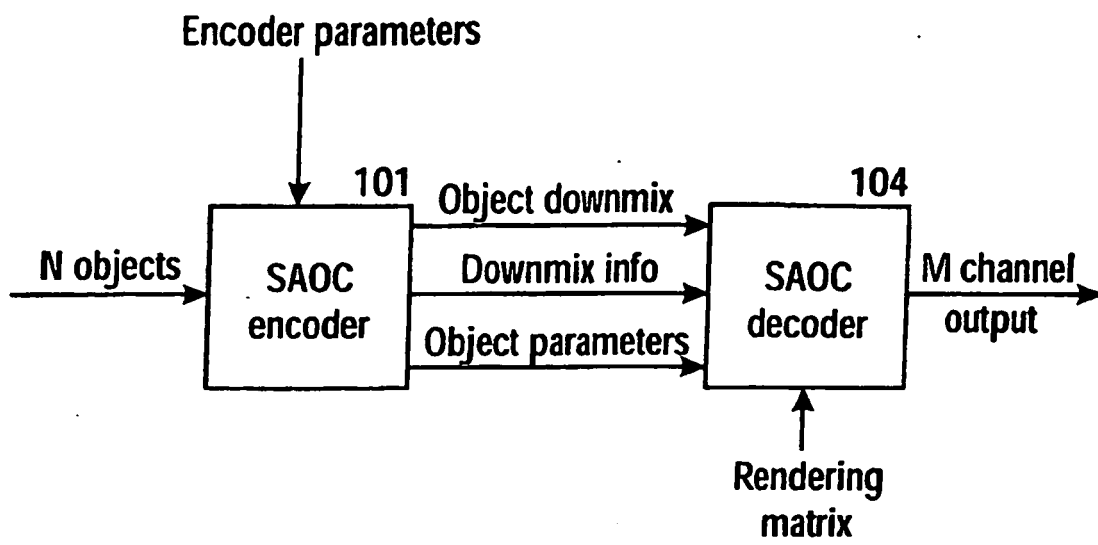 Encoder parameters
101
Object downmix
104
N objects
SAOC
encoder
Downmix info
SAOC
decoder
M channel
output
Object parameters
Rendering
matrix